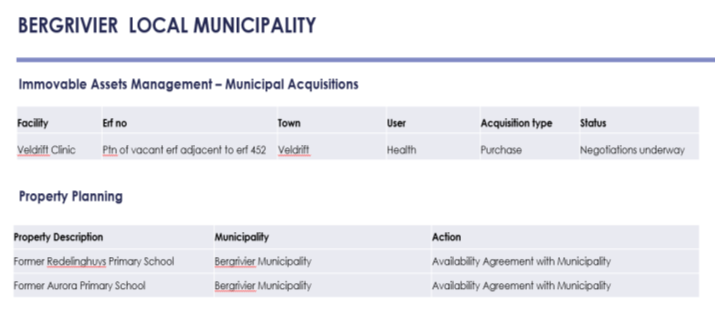 BERGRIVIER LOCAL MUNICIPALITY
Immovable Assets Management – Municipal Acquisitions
Facility Erf no Town User Acquisition type Status
Veldrift Clinic Ptn of vacant erf adjacent to erf 452 Veldrift Health Purchase Negotiations underway
Property Planning
Property Description Municipality Action
Former Redelinghuys Primary School Bergrivier Municipality Availability Agreement with Municipality
Former Aurora Primary School Bergrivier Municipality Availability Agreement with Municipality